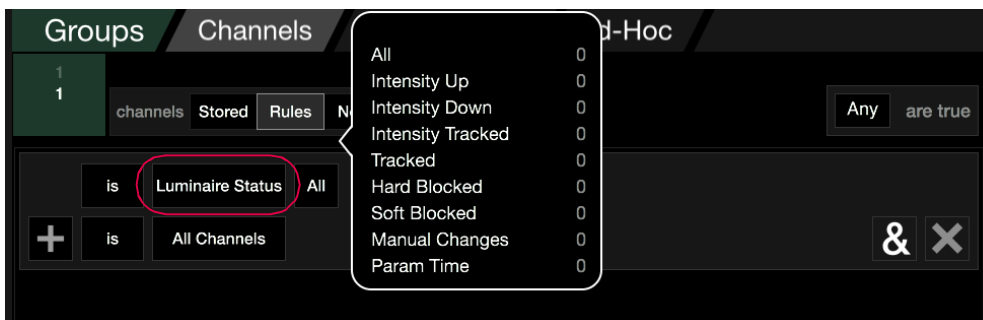 Groups Channels d-Hoc
1
1
channels Stored Rules N
Any are true
All 0
Intensity Up 0
Intensity Down 0
Intensity Tracked 0
Tracked 0
Hard Blocked 0
Soft Blocked 0
Manual Changes 0
Param Time 0
is Luminaire Status All
+ is All Channels & X